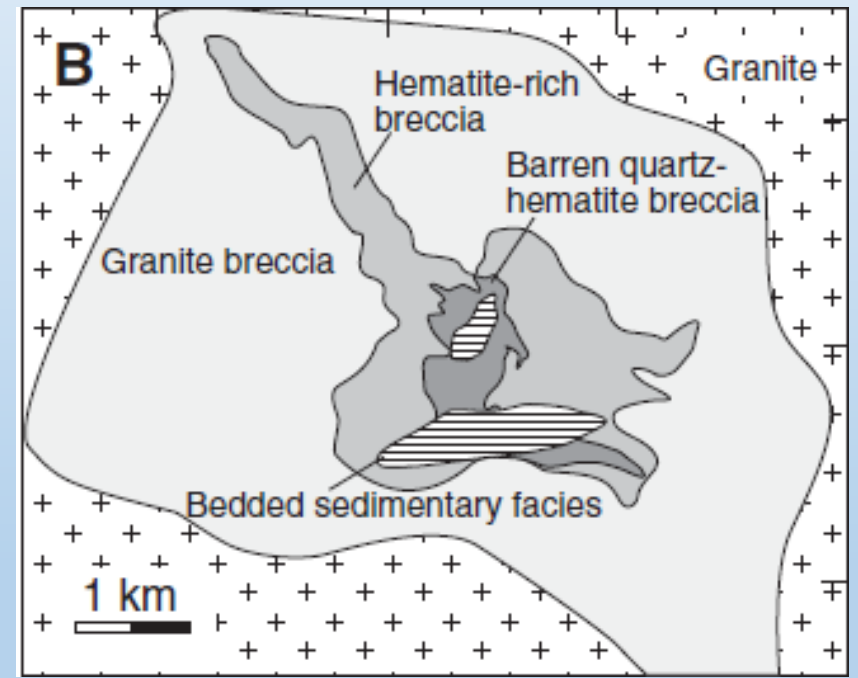 B
Granite
Hematite-rich
breccia
Barren quartz-
hematite breccia
Granite breccia
Bedded sedimentary facies
1 km